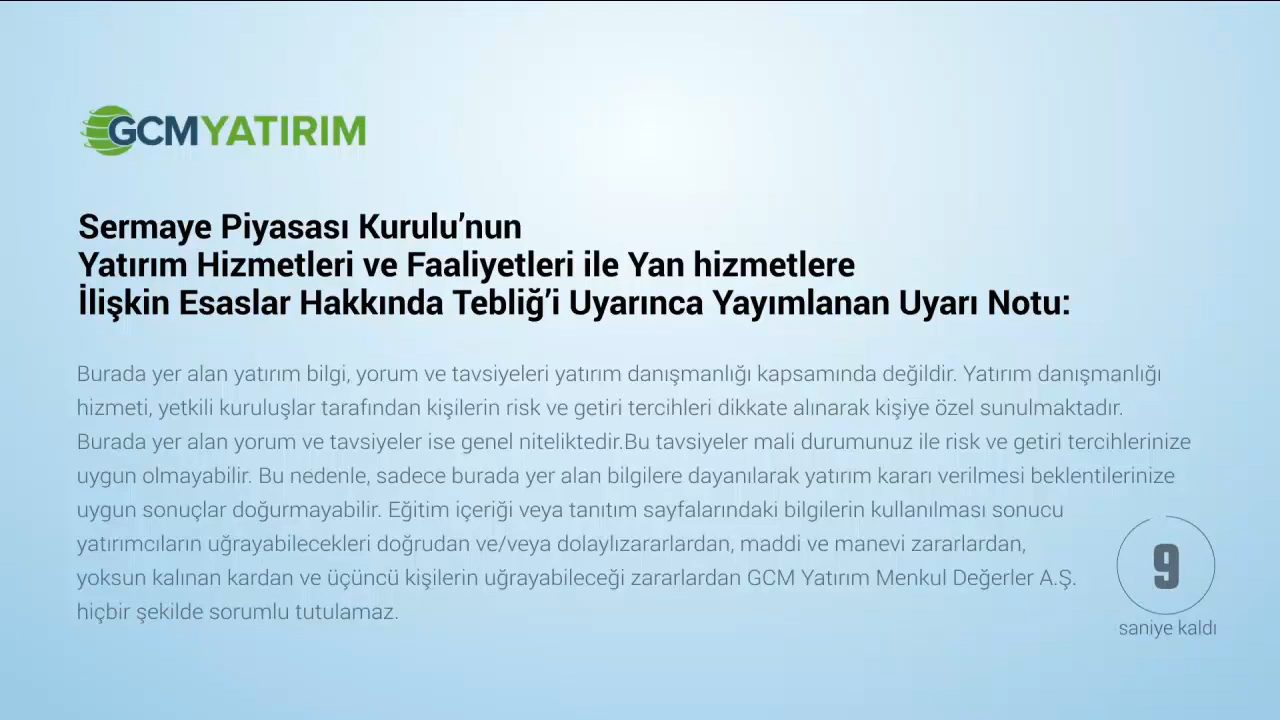 GCMYATIRIM
Sermaye Piyasası Kurulu’nun
Yatırım Hizmetleri ve Faaliyetleri ile Yan hizmetlere
İlişkin Esaslar Hakkında Tebliğ’i Uyarınca Yayımlanan Uyarı Notu:
Burada yer alan yatırım bilgi, yorum ve tavsiyeleri yatırım danışmanlığı kapsamında değildir. Yatırım danışmanlığı
hizmeti, yetkili kuruluşlar tarafından kişilerin risk ve getiri tercihleri dikkate alınarak kişiye özel sunulmaktadır.
Burada yer alan yorum ve tavsiyeler ise genel niteliktedir.Bu tavsiyeler mali durumunuz ile risk ve getiri tercihlerinize
uygun olmayabilir. Bu nedenle, sadece burada yer alan bilgilere dayanılarak yatırım kararı verilmesi beklentilerinize
uygun sonuçlar doğurmayabilir. Eğitim içeriği veya tanıtım sayfalarındaki bilgilerin kullanılması sonucu
yatırımcıların uğrayabilecekleri doğrudan ve/veya dolaylızararlardan, maddi ve manevi zararlardan,
yoksun kalınan kardan ve üçüncü kişilerin uğrayabileceği zararlardan GCM Yatırım Menkul Değerler A.Ş.
hiçbir şekilde sorumlu tutulamaz.
9
saniye kaldı